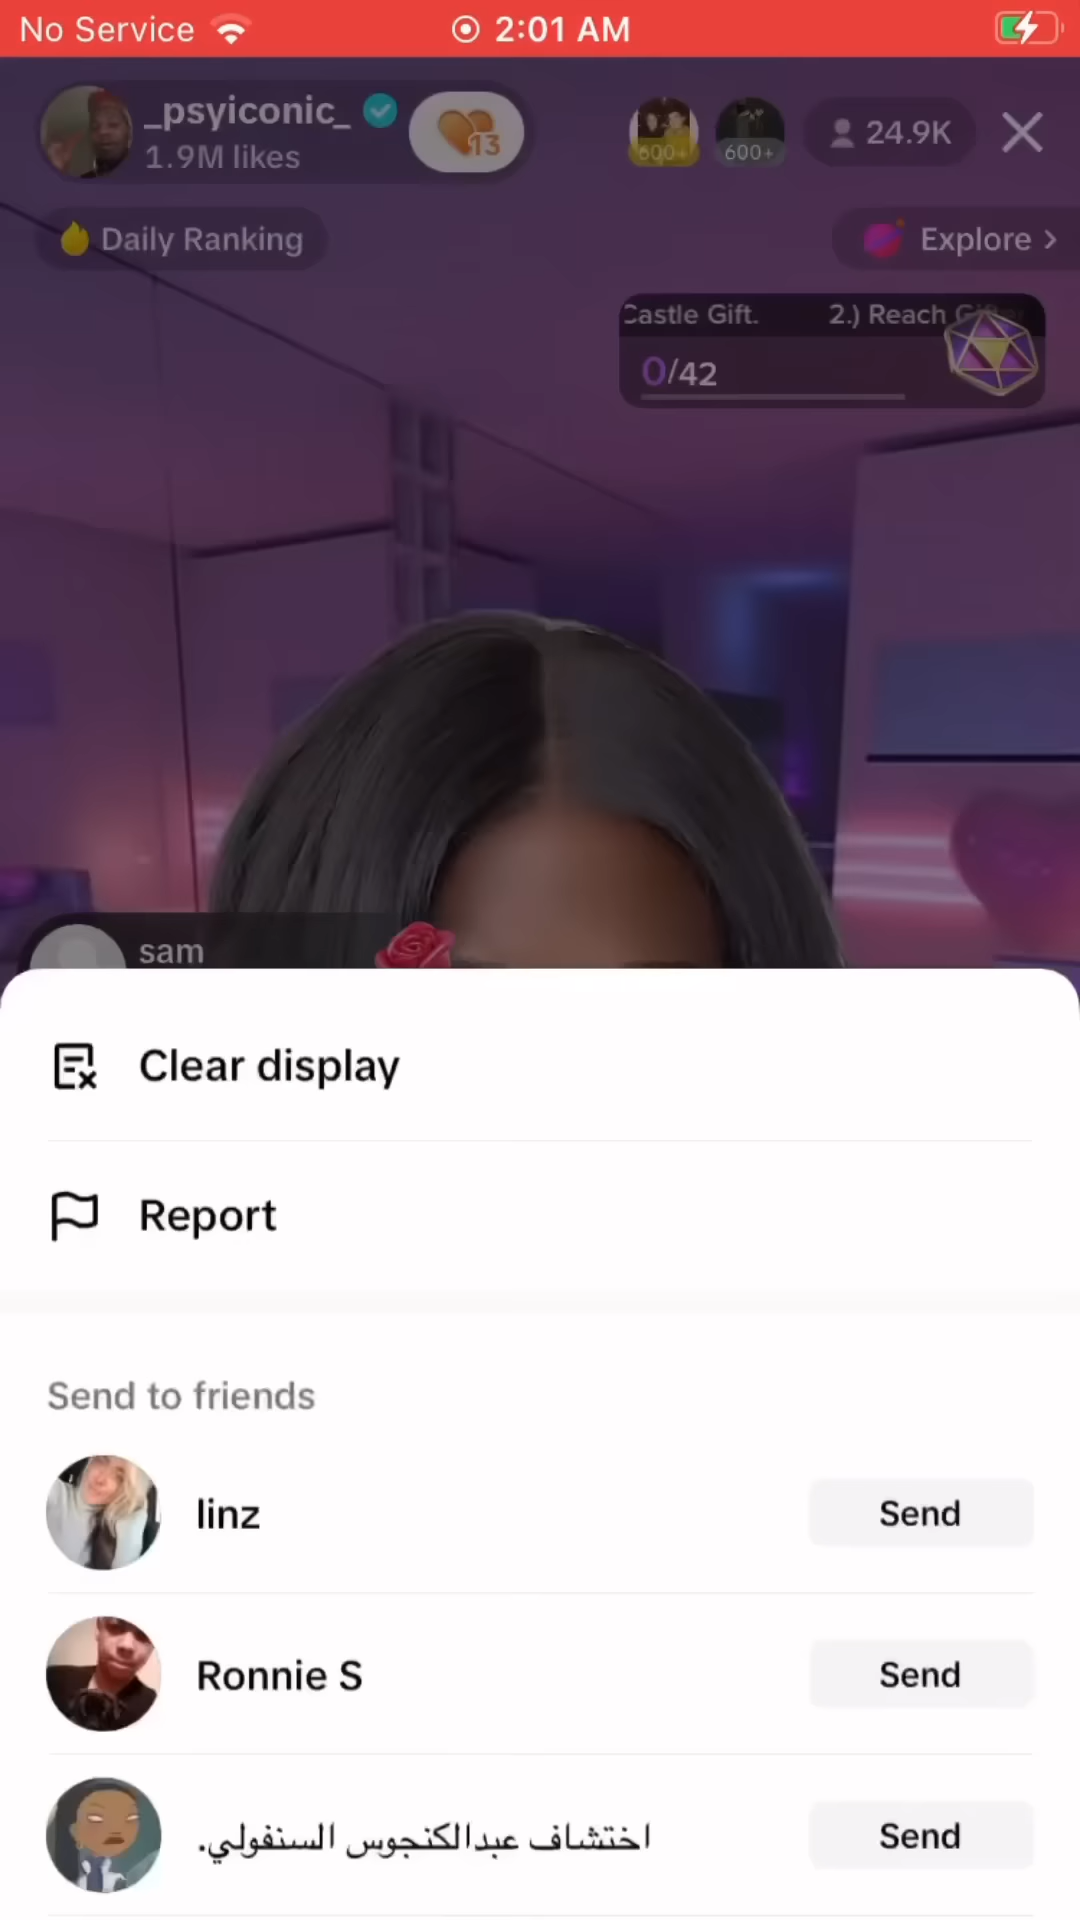 No Service 2:01 AM
_psyiconic_ 13
1.9M likes
600+ 600+ 24.9K
Daily Ranking
Explore >
Castle Gift. 2.) Reach
0/42
sam
Clear display
Report
Send to friends
linz Send
Ronnie S Send
اختشاف عبدالكنجوس السنفولي. Send